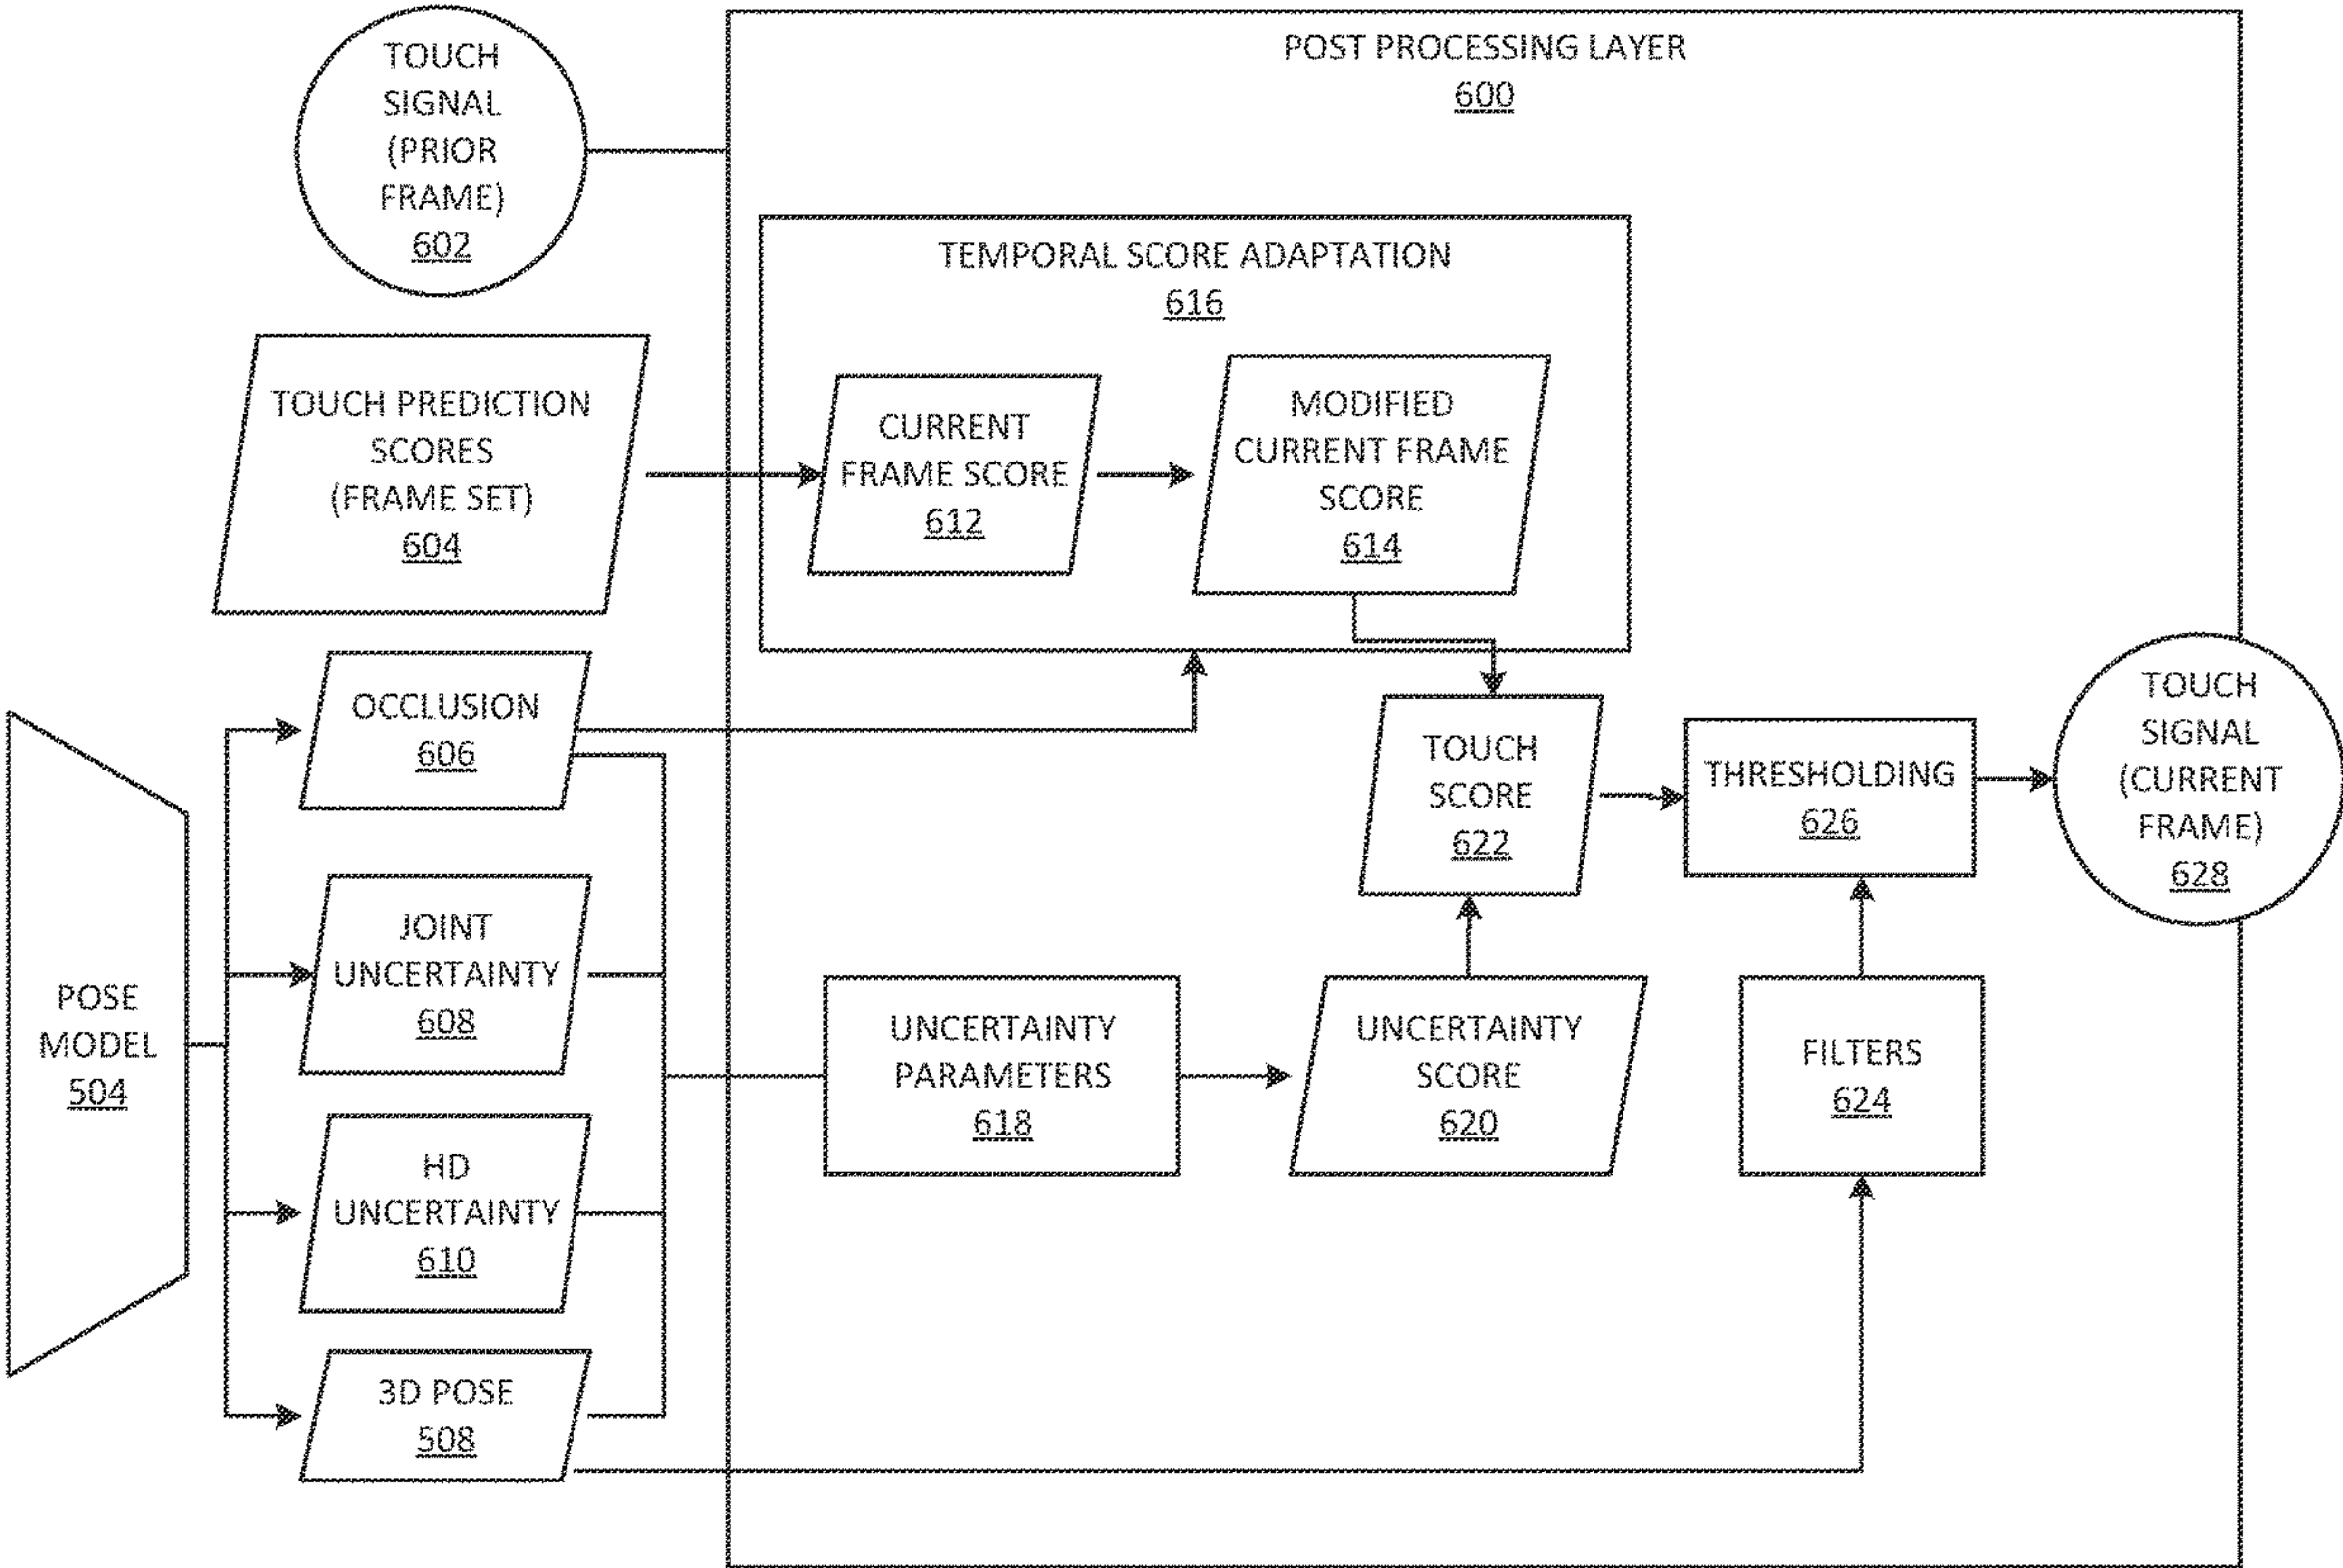 TOUCH
SIGNAL
(PRIOR
FRAME)
602
POST PROCESSING LAYER
600
TEMPORAL SCORE ADAPTATION
616
TOUCH PREDICTION
SCORES
(FRAME SET)
604
CURRENT
FRAME SCORE
612
MODIFIED
CURRENT FRAME
SCORE
614
OCCLUSION
606
TOUCH
SCORE
622
THRESHOLDING
626
TOUCH
SIGNAL
(CURRENT
FRAME)
628
POSE
MODEL
504
JOINT
UNCERTAINTY
608
UNCERTAINTY
PARAMETERS
618
UNCERTAINTY
SCORE
620
FILTERS
624
HD
UNCERTAINTY
610
3D POSE
508